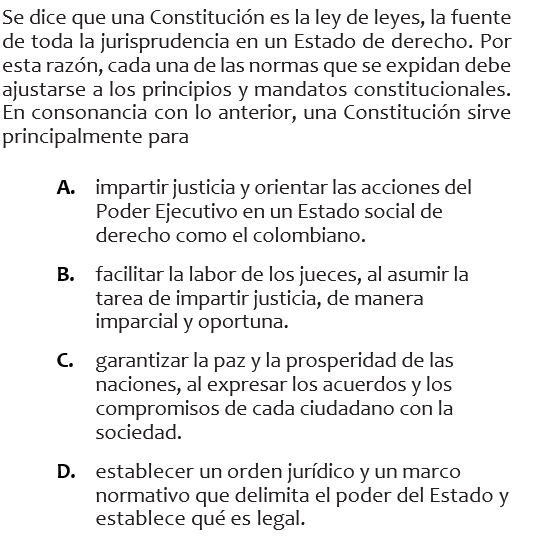 Se dice que una Constitución es la ley de leyes, la fuente
de toda la jurisprudencia en un Estado de derecho. Por
esta razón, cada una de las normas que se expidan debe
ajustarse a los principios y mandatos constitucionales.
En consonancia con lo anterior, una Constitución sirve
principalmente para
A. impartir justicia y orientar las acciones del
Poder Ejecutivo en un Estado social de
derecho como el colombiano.
B. facilitar la labor de los jueces, al asumir la
tarea de impartir justicia, de manera
imparcial y oportuna.
C. garantizar la paz y la prosperidad de las
naciones, al expresar los acuerdos y los
compromisos de cada ciudadano con la
sociedad.
D. establecer un orden jurídico y un marco
normativo que delimita el poder del Estado y
establece qué es legal.